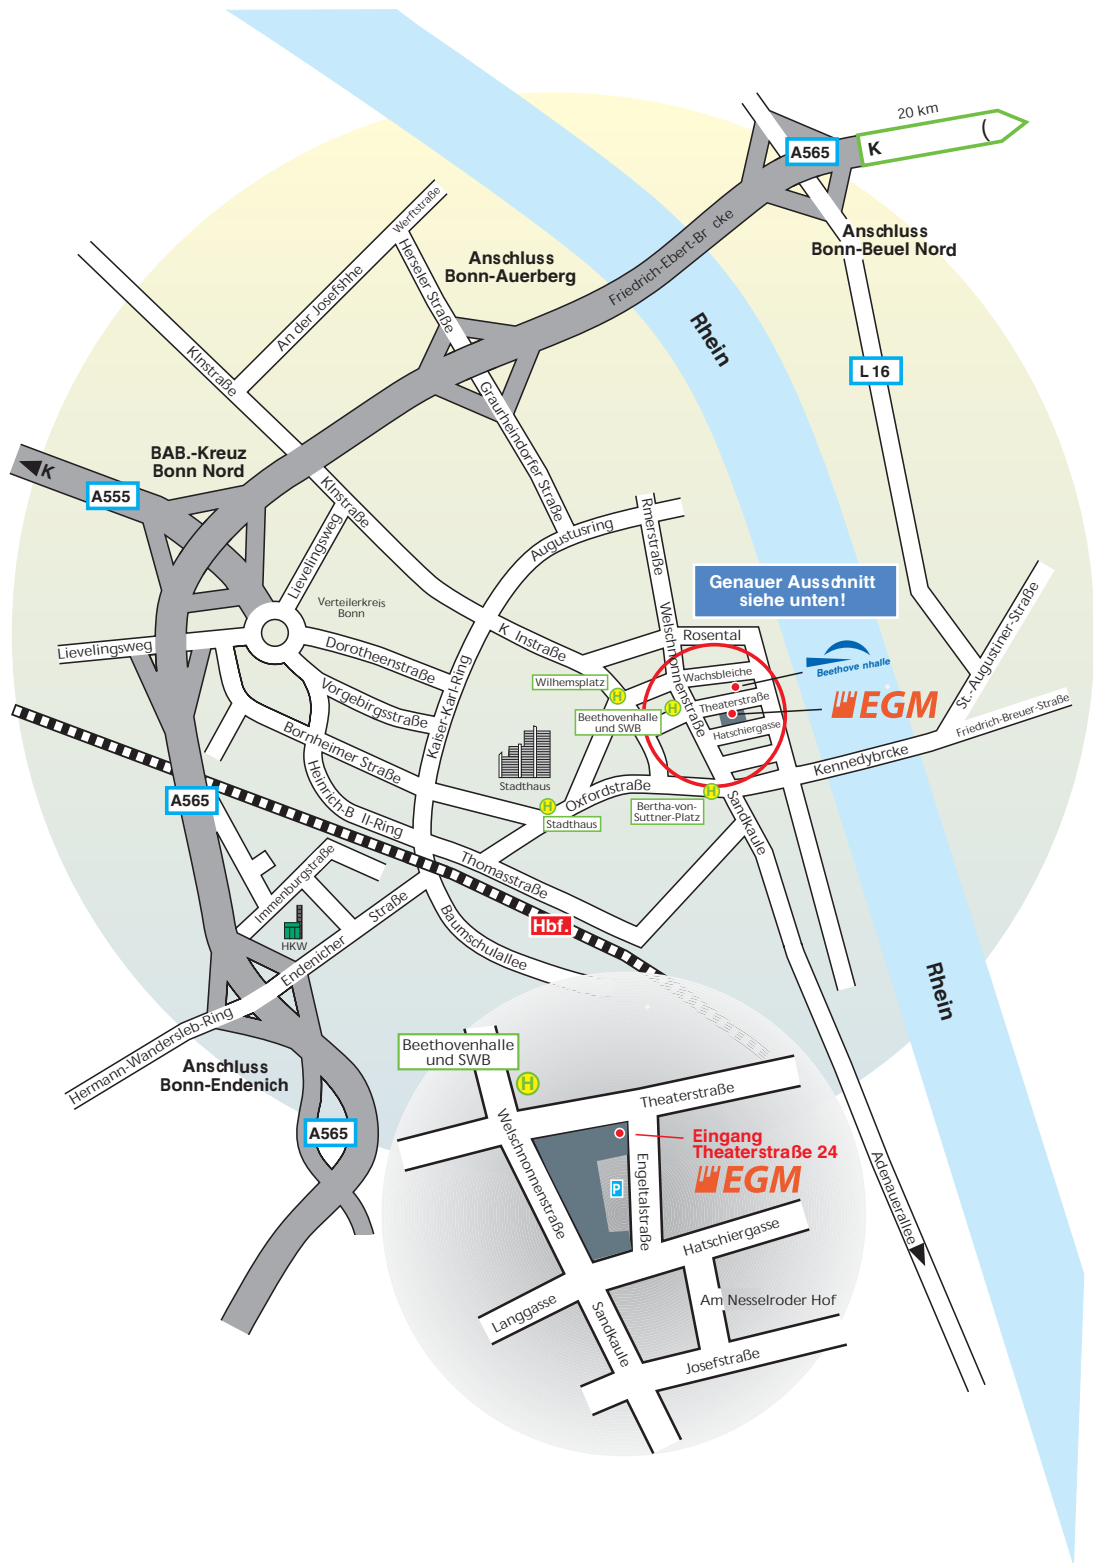 20 km
A565
K
Werftstraße
Friedrich-Ebert-Br cke
Anschluss
Bonn-Beuel Nord
Herseler Straße
Anschluss
Bonn-Auerberg
An der Josefshhe
Rhein
Klnstraße
L 16
Graurheindorfer Straße
BAB.-Kreuz
Bonn Nord
K
A555
Klnstraße
Augustusring
Rmerstraße
Lievelingsweg
Genauer Ausschnitt
siehe unten!
Verteilerkreis
Bonn
St.-Augustiner-Straße
K lnstraße
Welschnonnenstraße
Rosental
Lievelingsweg
Dorotheenstraße
Beethove nhalle
Wachsbleiche
Wilhemsplatz
H
Vorgebirgsstraße
Kaiser-Karl-Ring
Theaterstraße
EGM
Beethovenhalle
und SWB
H
Hatschiergasse
Friedrich-Breuer-Straße
Bornheimer Straße
Kennedybrcke
Stadthaus
Heinrich-B ll-Ring
Oxfordstraße
H
A565
H
Stadthaus
Bertha-von-
Suttner-Platz
Sandkaule
Immenburgstraße
Thomasstraße
Straße
Hbf.
HKW
Endenicher
Baumschulallee
Rhein
Hermann-Wandersleb-Ring
Anschluss
Bonn-Endenich
A565
Beethovenhalle
und SWB
H
Theaterstraße
Welschnonnenstraße
Eingang
Theaterstraße 24
EGM
Engeltalstraße
P
Adenauerallee
Hatschiergasse
Langgasse
Am Nesselroder Hof
Sandkaule
Josefstraße